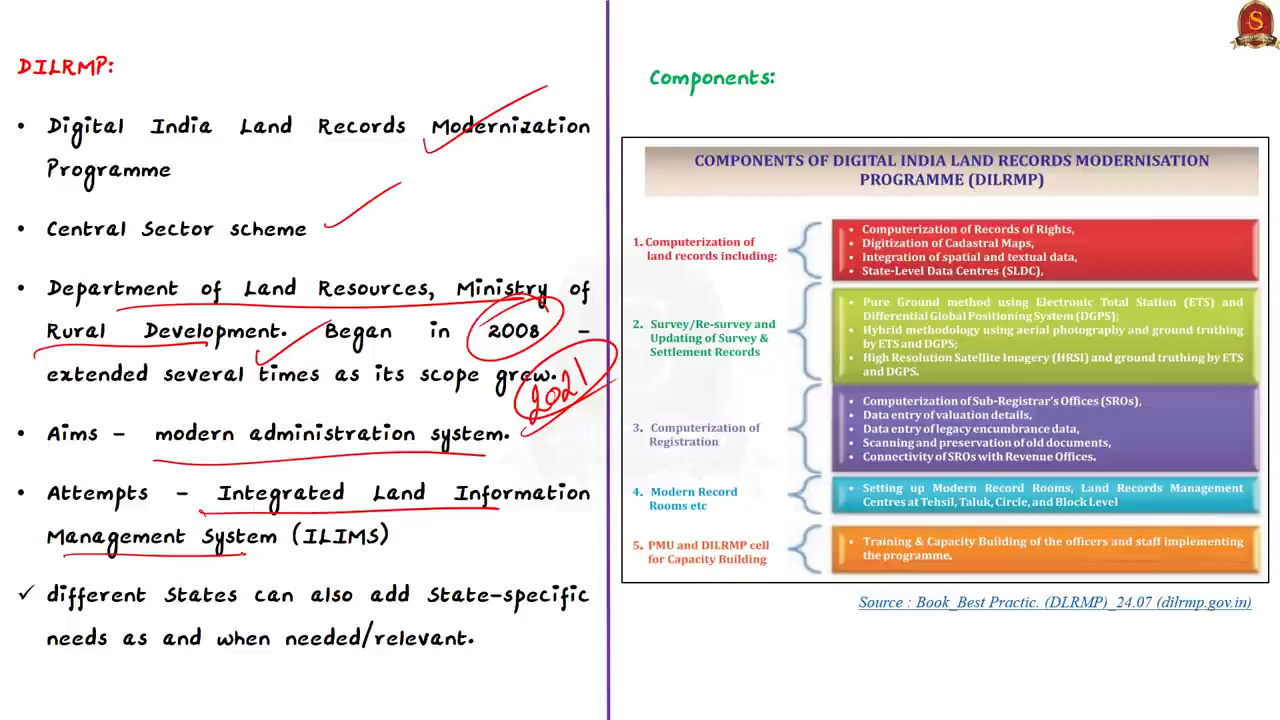 DILRMP:
• Digital India Land Records Modernization
Programme
• Central Sector scheme
• Department of Land Resources, Ministry of
Rural Development. Began in 2008 –
extended several times as its scope grew.
2021
• Aims – modern administration system.
• Attempts – Integrated Land Information
Management System (ILIMS)
✓ different States can also add State-specific
needs as and when needed/relevant.
Components:
COMPONENTS OF DIGITAL INDIA LAND RECORDS MODERNISATION
PROGRAMME (DILRMP)
1. Computerization of
land records including:
• Computerization of Records of Rights,
• Digitization of Cadastral Maps,
• Integration of spatial and textual data,
• State-Level Data Centres (SLDC),
2. Survey/Re-survey and
Updating of Survey &
Settlement Records
• Pure Ground method using Electronic Total Station (ETS) and
Differential Global Positioning System (DGPS);
• Hybrid methodology using aerial photography and ground truthing
by ETS and DGPS;
• High Resolution Satellite Imagery (HRSI) and ground truthing by ETS
and DGPS.
3. Computerization of
Registration
• Computerization of Sub-Registrar's Offices (SROs),
• Data entry of valuation details,
• Data entry of legacy encumbrance data,
• Scanning and preservation of old documents,
• Connectivity of SROs with Revenue Offices.
4. Modern Record
Rooms etc
• Setting up Modern Record Rooms, Land Records Management
Centres at Tehsil, Taluk, Circle, and Block Level
5. PMU and DILRMP cell
for Capacity Building
• Training & Capacity Building of the officers and staff implementing
the programme.
Source : Book_Best Practic. (DLRMP)_24.07 (dilrmp.gov.in)